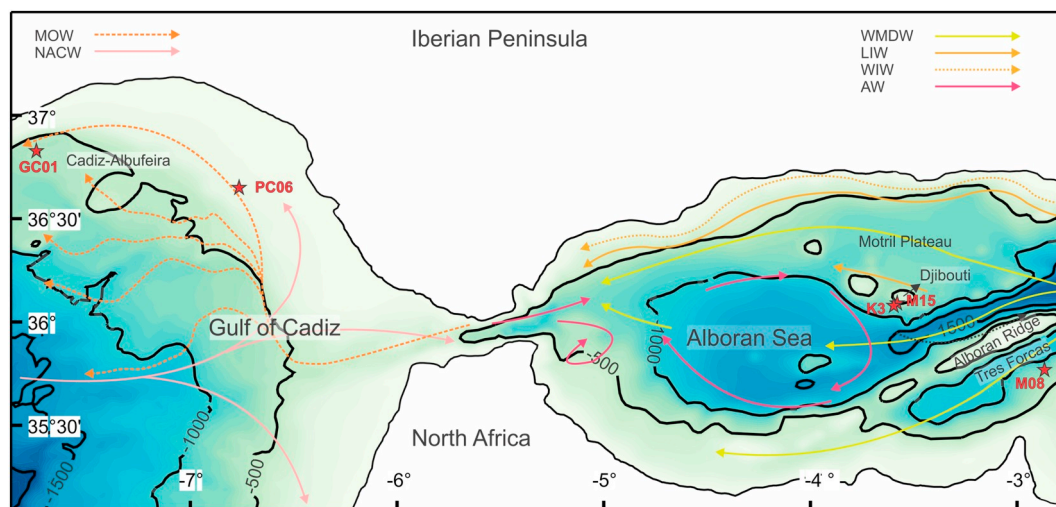 MOW
NACW
Iberian Peninsula
WMDW
LIW
WIW
AW
37°
GC01
Cadiz-Albufeira
PC06
36°30'
Motril Plateau
Djibouti
K3
M15
36°
Gulf of Cadiz
Alboran Sea
-1500
Alboran Ridge
Tres Forcas
M08
-1000
-500
35°30'
North Africa
-1000
-500
-1500
-7°
-6°
-5°
-4°
-3°